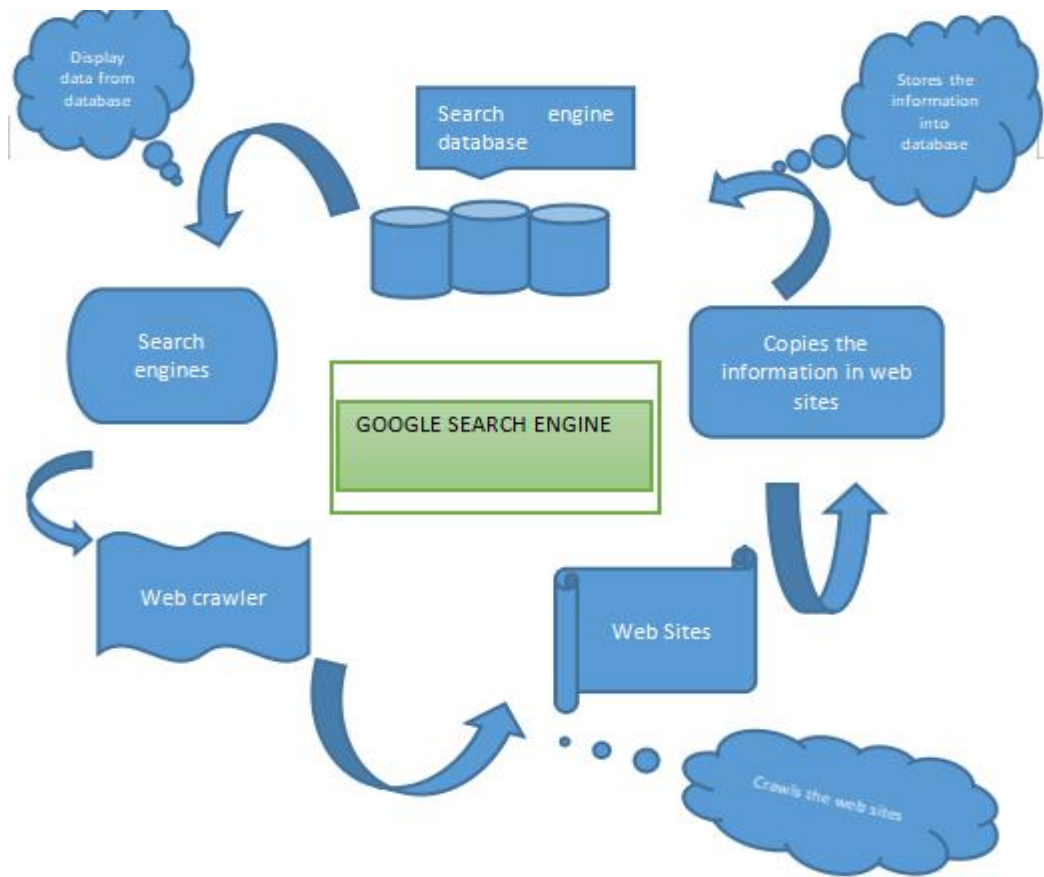 Display
data from
database
Search engine
database
Stores the
information
into
database
Search
engines
Copies the
information in web
sites
GOOGLE SEARCH ENGINE
Web crawler
Web Sites
Crawls the web sites